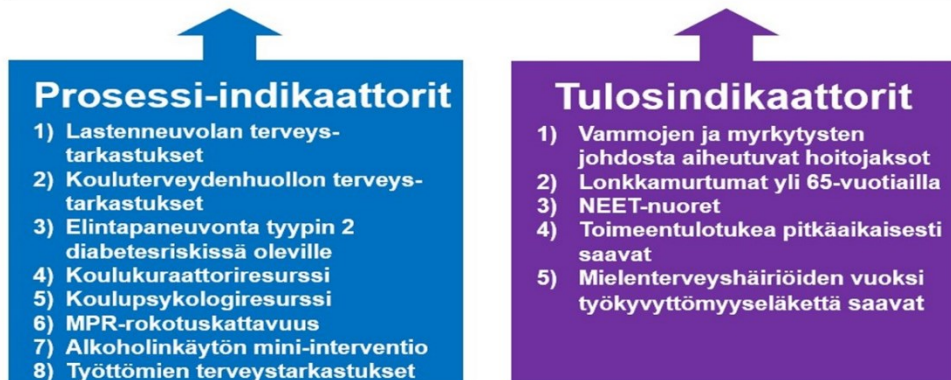 Prosessi-indikaattorit
1) Lastenneuvolan terveys-
tarkastukset
2) Kouluterveydenhuollon terveys-
tarkastukset
3) Elintapaneuvonta tyypin 2
diabetesriskissä oleville
4) Koulukuraattoriresurssi
5) Koulupsykologiresurssi
6) MPR-rokotuskattavuus
7) Alkoholinkäytön mini-interventio
8) Työttömien terveystarkastukset
Tulosindikaattorit
1) Vammojen ja myrkytysten
johdosta aiheutuvat hoitojaksot
2) Lonkkamurtumat yli 65-vuotiailla
3) NEET-nuoret
4) Toimeentulotukea pitkäaikaisesti
saavat
5) Mielenterveyshäiriöiden vuoksi
työkyvyttömyyseläkettä saavat